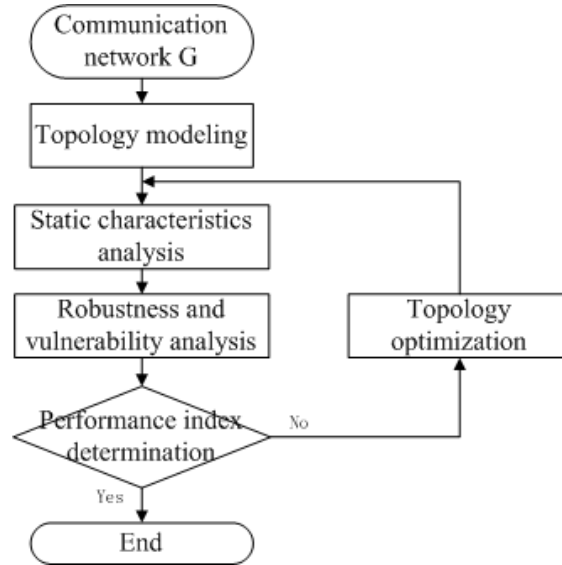 Communication
network G
Topology modeling
Static characteristics
analysis
Robustness and
vulnerability analysis
Topology
optimization
Performance index
determination
No
Yes
End